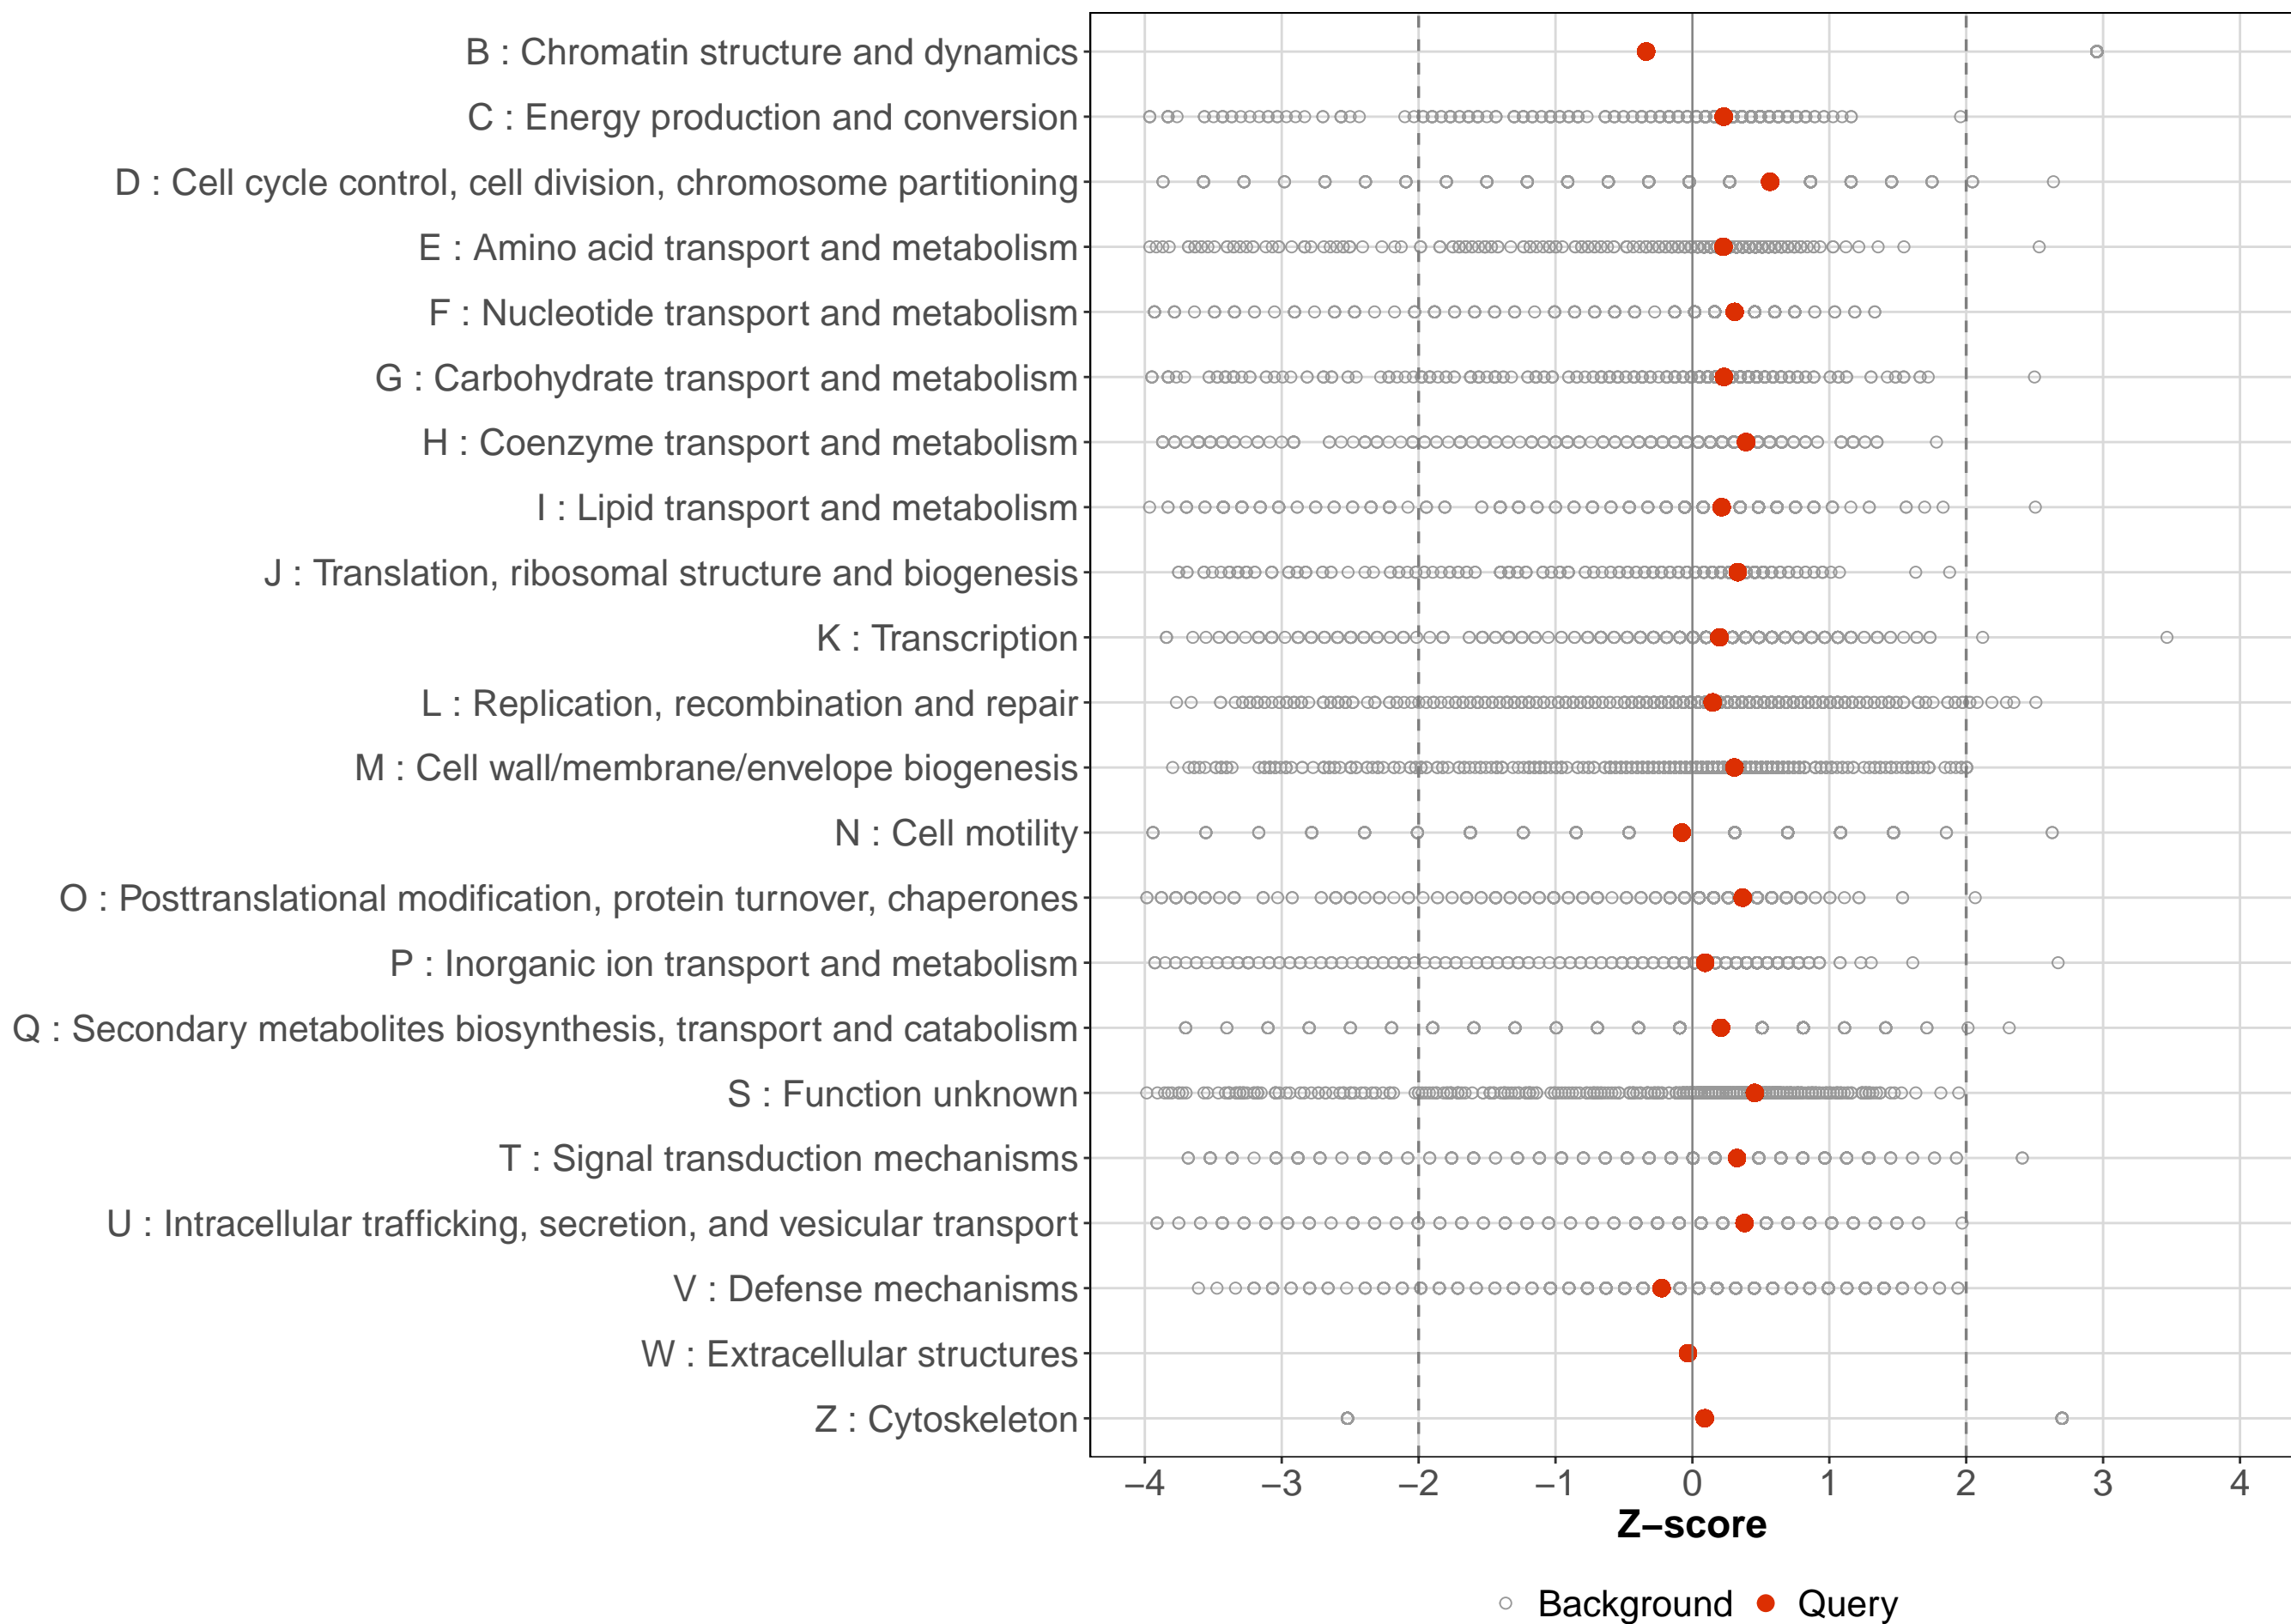 B : Chromatin structure and dynamics
C : Energy production and conversion
D : Cell cycle control, cell division, chromosome partitioning
E : Amino acid transport and metabolism
F : Nucleotide transport and metabolism
G : Carbohydrate transport and metabolism
H : Coenzyme transport and metabolism
I : Lipid transport and metabolism
J : Translation, ribosomal structure and biogenesis
K : Transcription
L : Replication, recombination and repair
M : Cell wall/membrane/envelope biogenesis
N : Cell motility
O : Posttranslational modification, protein turnover, chaperones
P : Inorganic ion transport and metabolism
Q : Secondary metabolites biosynthesis, transport and catabolism
S : Function unknown
T : Signal transduction mechanisms
U : Intracellular trafficking, secretion, and vesicular transport
V : Defense mechanisms
W : Extracellular structures
Z : Cytoskeleton
−4 −3 −2 −1 0 1 2 3 4
Z−score
Background Query